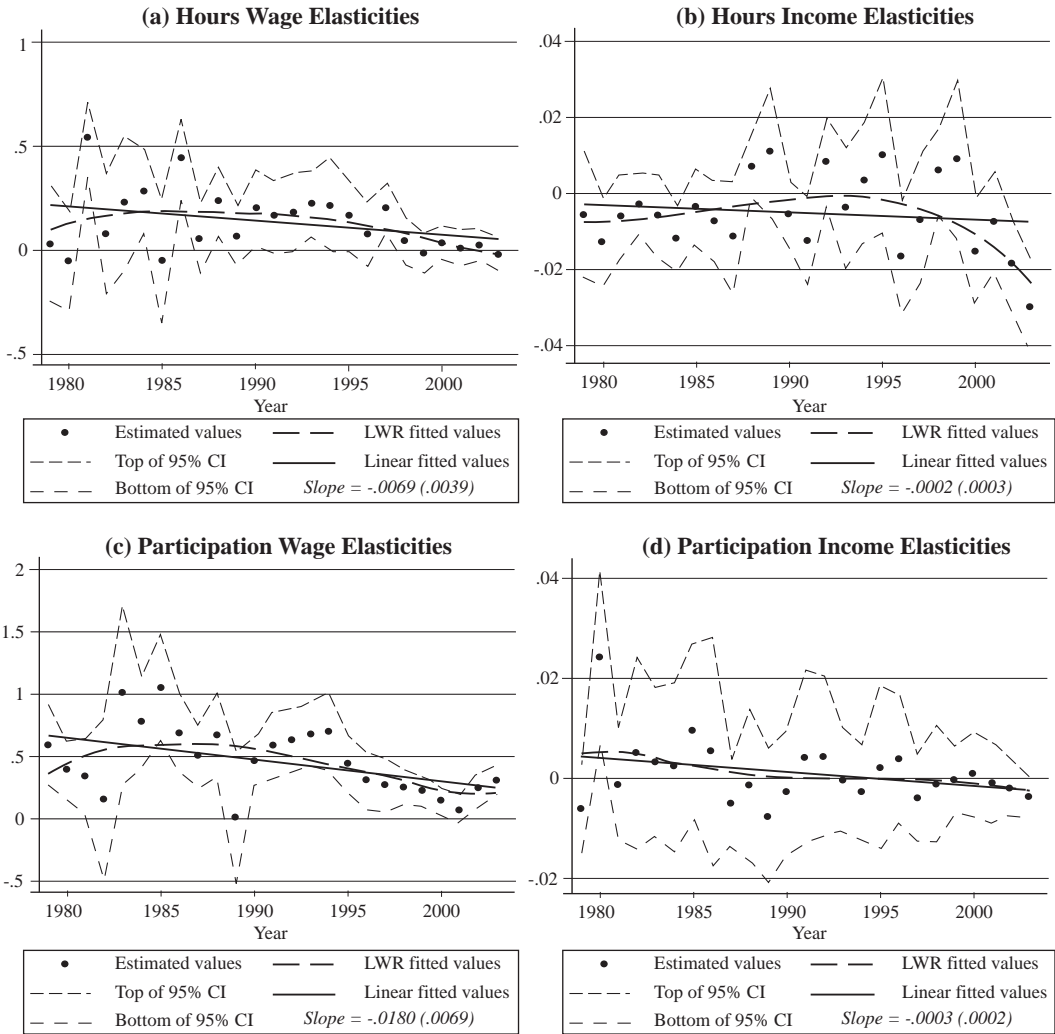 (a) Hours Wage Elasticities
1
.5
0
-.5
1980 1985 1990 1995 2000
Year
Estimated values LWR fitted values
Top of 95% CI Linear fitted values
Bottom of 95% CI Slope = -.0069 (.0039)
(b) Hours Income Elasticities
.04
.02
0
-.02
-.04
1980 1985 1990 1995 2000
Year
Estimated values LWR fitted values
Top of 95% CI Linear fitted values
Bottom of 95% CI Slope = -.0002 (.0003)
(c) Participation Wage Elasticities
2
1.5
1
.5
0
-.5
1980 1985 1990 1995 2000
Year
Estimated values LWR fitted values
Top of 95% CI Linear fitted values
Bottom of 95% CI Slope = -.0180 (.0069)
(d) Participation Income Elasticities
.04
.02
0
-.02
1980 1985 1990 1995 2000
Year
Estimated values LWR fitted values
Top of 95% CI Linear fitted values
Bottom of 95% CI Slope = -.0003 (.0002)